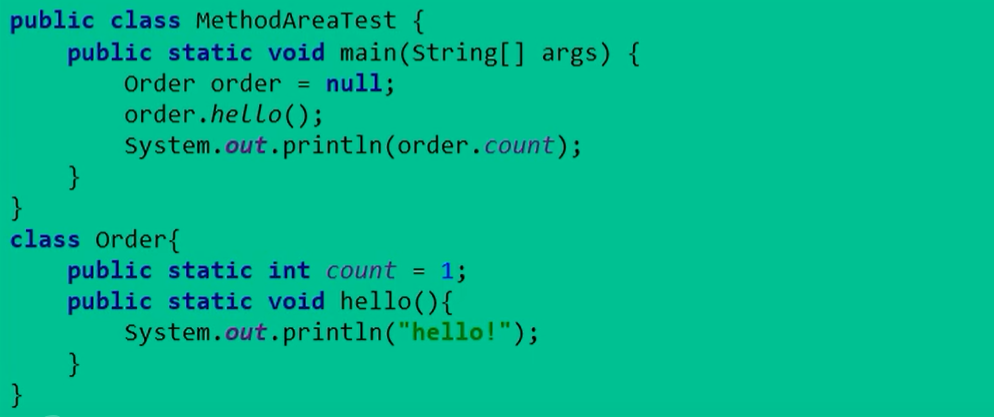 public class MethodAreaTest {
    public static void main(String[] args) {
        Order order = null;
        order.hello();
        System.out.println(order.count);
    }
}
class Order{
    public static int count = 1;
    public static void hello(){
        System.out.println("hello!");
    }
}